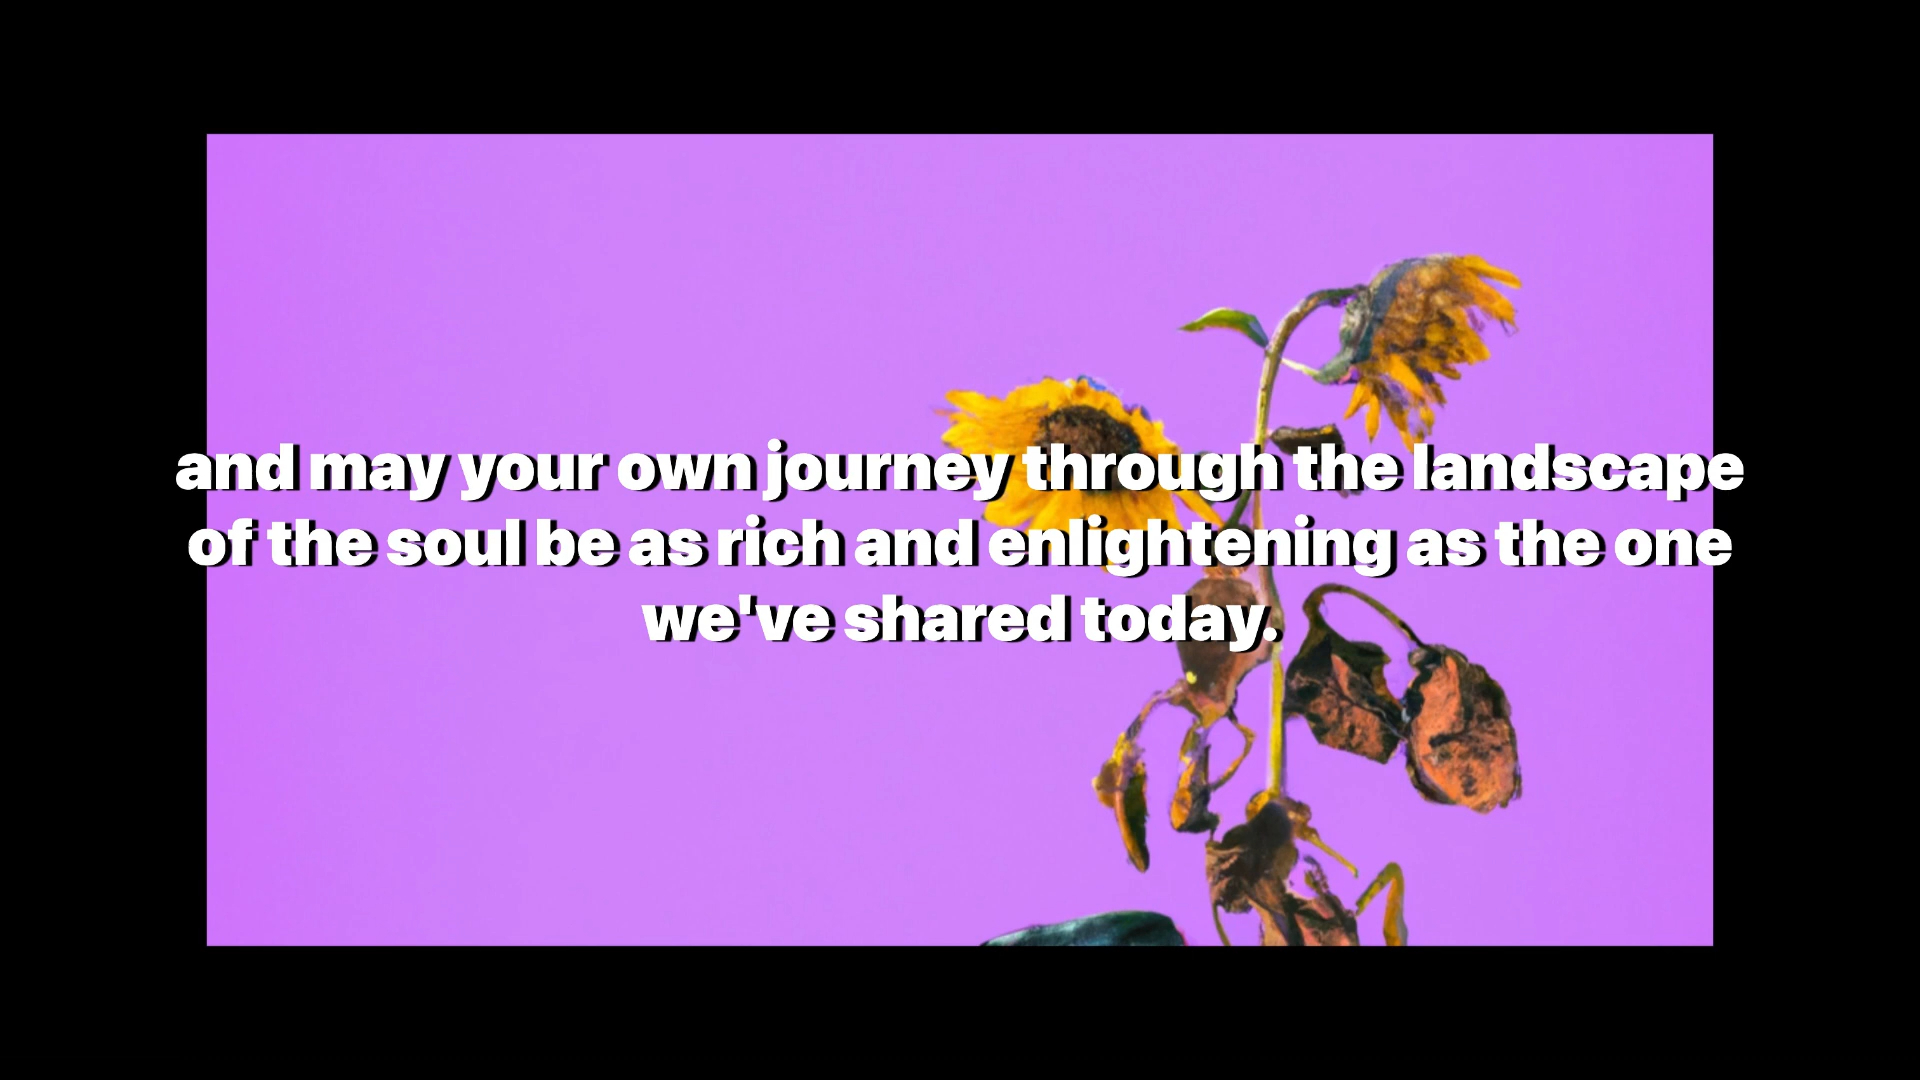 and may your own journey through the landscape
of the soul be as rich and enlightening as the one
we've shared today.